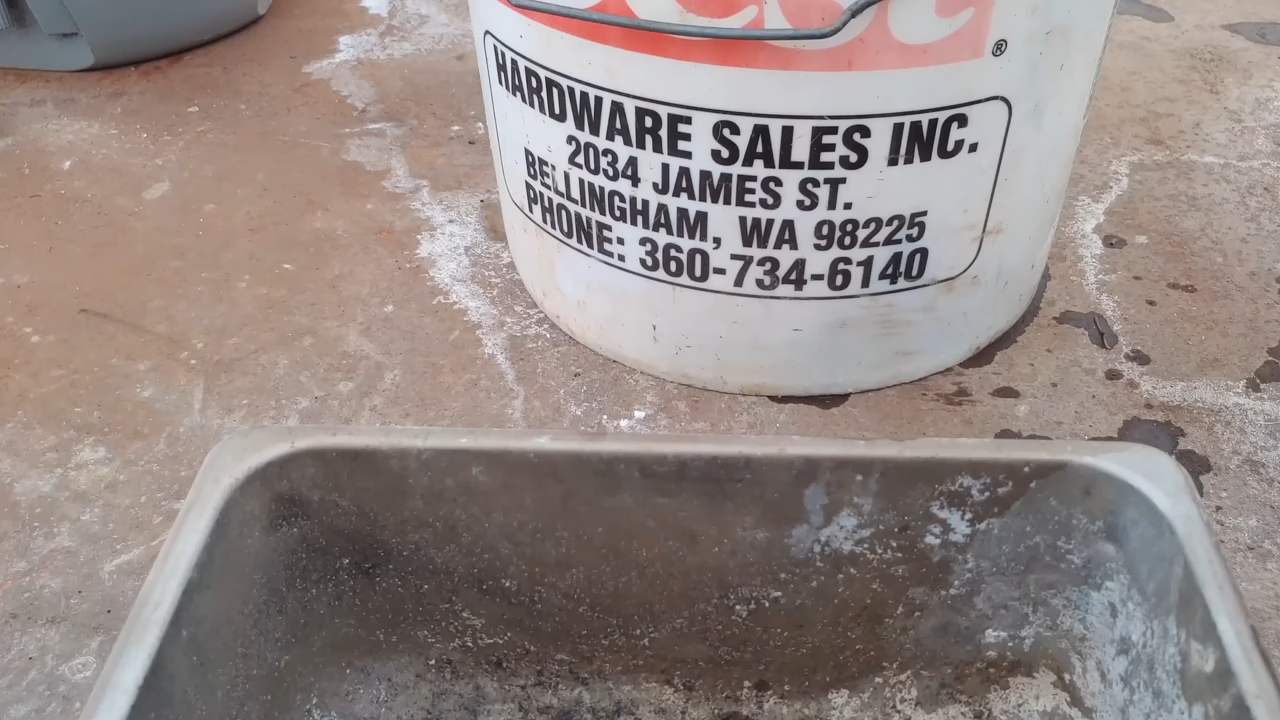 ®
HARDWARE SALES INC.
2034 JAMES ST.
BELLINGHAM, WA 98225
PHONE: 360-734-6140